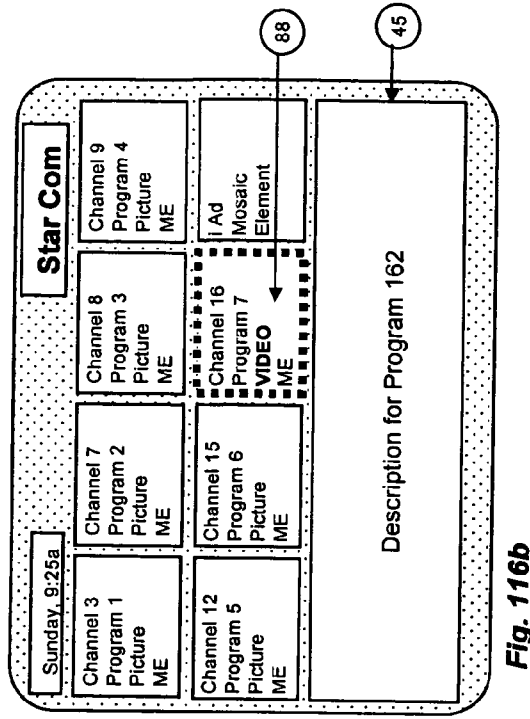 Sunday, 9:25a
Star Com
Channel 3
Program 1
Picture
ME
Channel 7
Program 2
Picture
ME
Channel 8
Program 3
Picture
ME
Channel 9
Program 4
Picture
ME
Channel 12
Program 5
Picture
ME
Channel 15
Program 6
Picture
ME
Channel 16
Program 7
VIDEO
ME
i Ad
Mosaic
Element
88
Description for Program 162
45
Fig. 116b